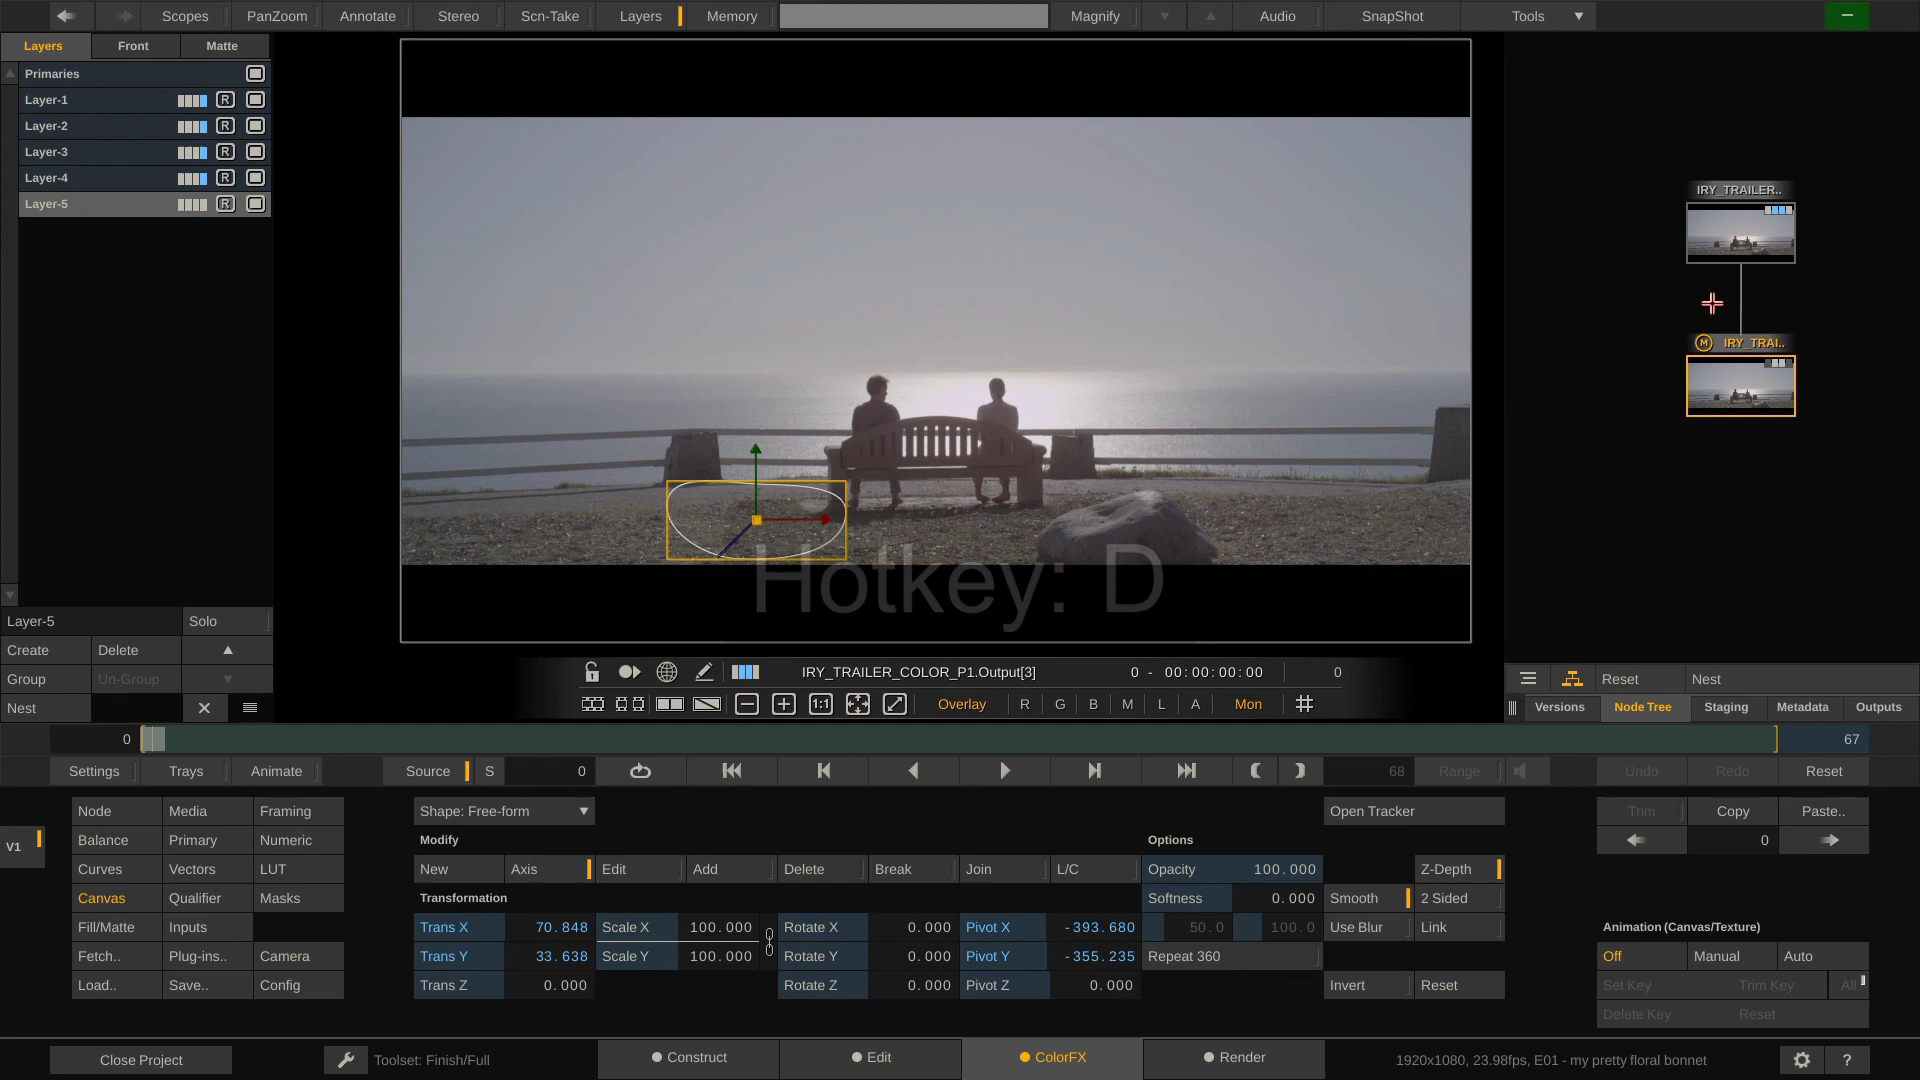 Scopes PanZoom Annotate Stereo Scn-Take Layers Memory Magnify Audio SnapShot Tools
Layers Front Matte
Primaries
Layer-1 R
Layer-2 R
Layer-3 R
Layer-4 R
Layer-5 R
IRY_TRAILER..
M IRY_TRAI..
Hotkey: D
Layer-5 Solo
Create Delete
Group Un-Group
Nest
IRY_TRAILER_COLOR_P1.Output[3] 0 - 00:00:00:00 0
1:1 Overlay R G B M L A Mon
Reset Nest
Versions Node Tree Staging Metadata Outputs
0 67
Settings Trays Animate Source S 0 68 Range Undo Redo Reset
Node Media Framing Shape: Free-form Open Tracker Trim Copy Paste..
V1 Balance Primary Numeric Modify Options 0
Curves Vectors LUT New Axis Edit Add Delete Break Join L/C Opacity 100.000 Z-Depth
Canvas Qualifier Masks Transformation Softness 0.000 Smooth 2 Sided
Fill/Matte Inputs Trans X 70.848 Scale X 100.000 Rotate X 0.000 Pivot X -393.680 50.0 100.0 Use Blur Link Animation (Canvas/Texture)
Fetch.. Plug-ins.. Camera Trans Y 33.638 Scale Y 100.000 Rotate Y 0.000 Pivot Y -355.235 Repeat 360 Off Manual Auto
Load.. Save.. Config Trans Z 0.000 Rotate Z 0.000 Pivot Z 0.000 Invert Reset Set Key Trim Key All
Delete Key Reset
Close Project Toolset: Finish/Full Construct Edit ColorFX Render 1920x1080, 23.98fps, E01 - my pretty floral bonnet ?